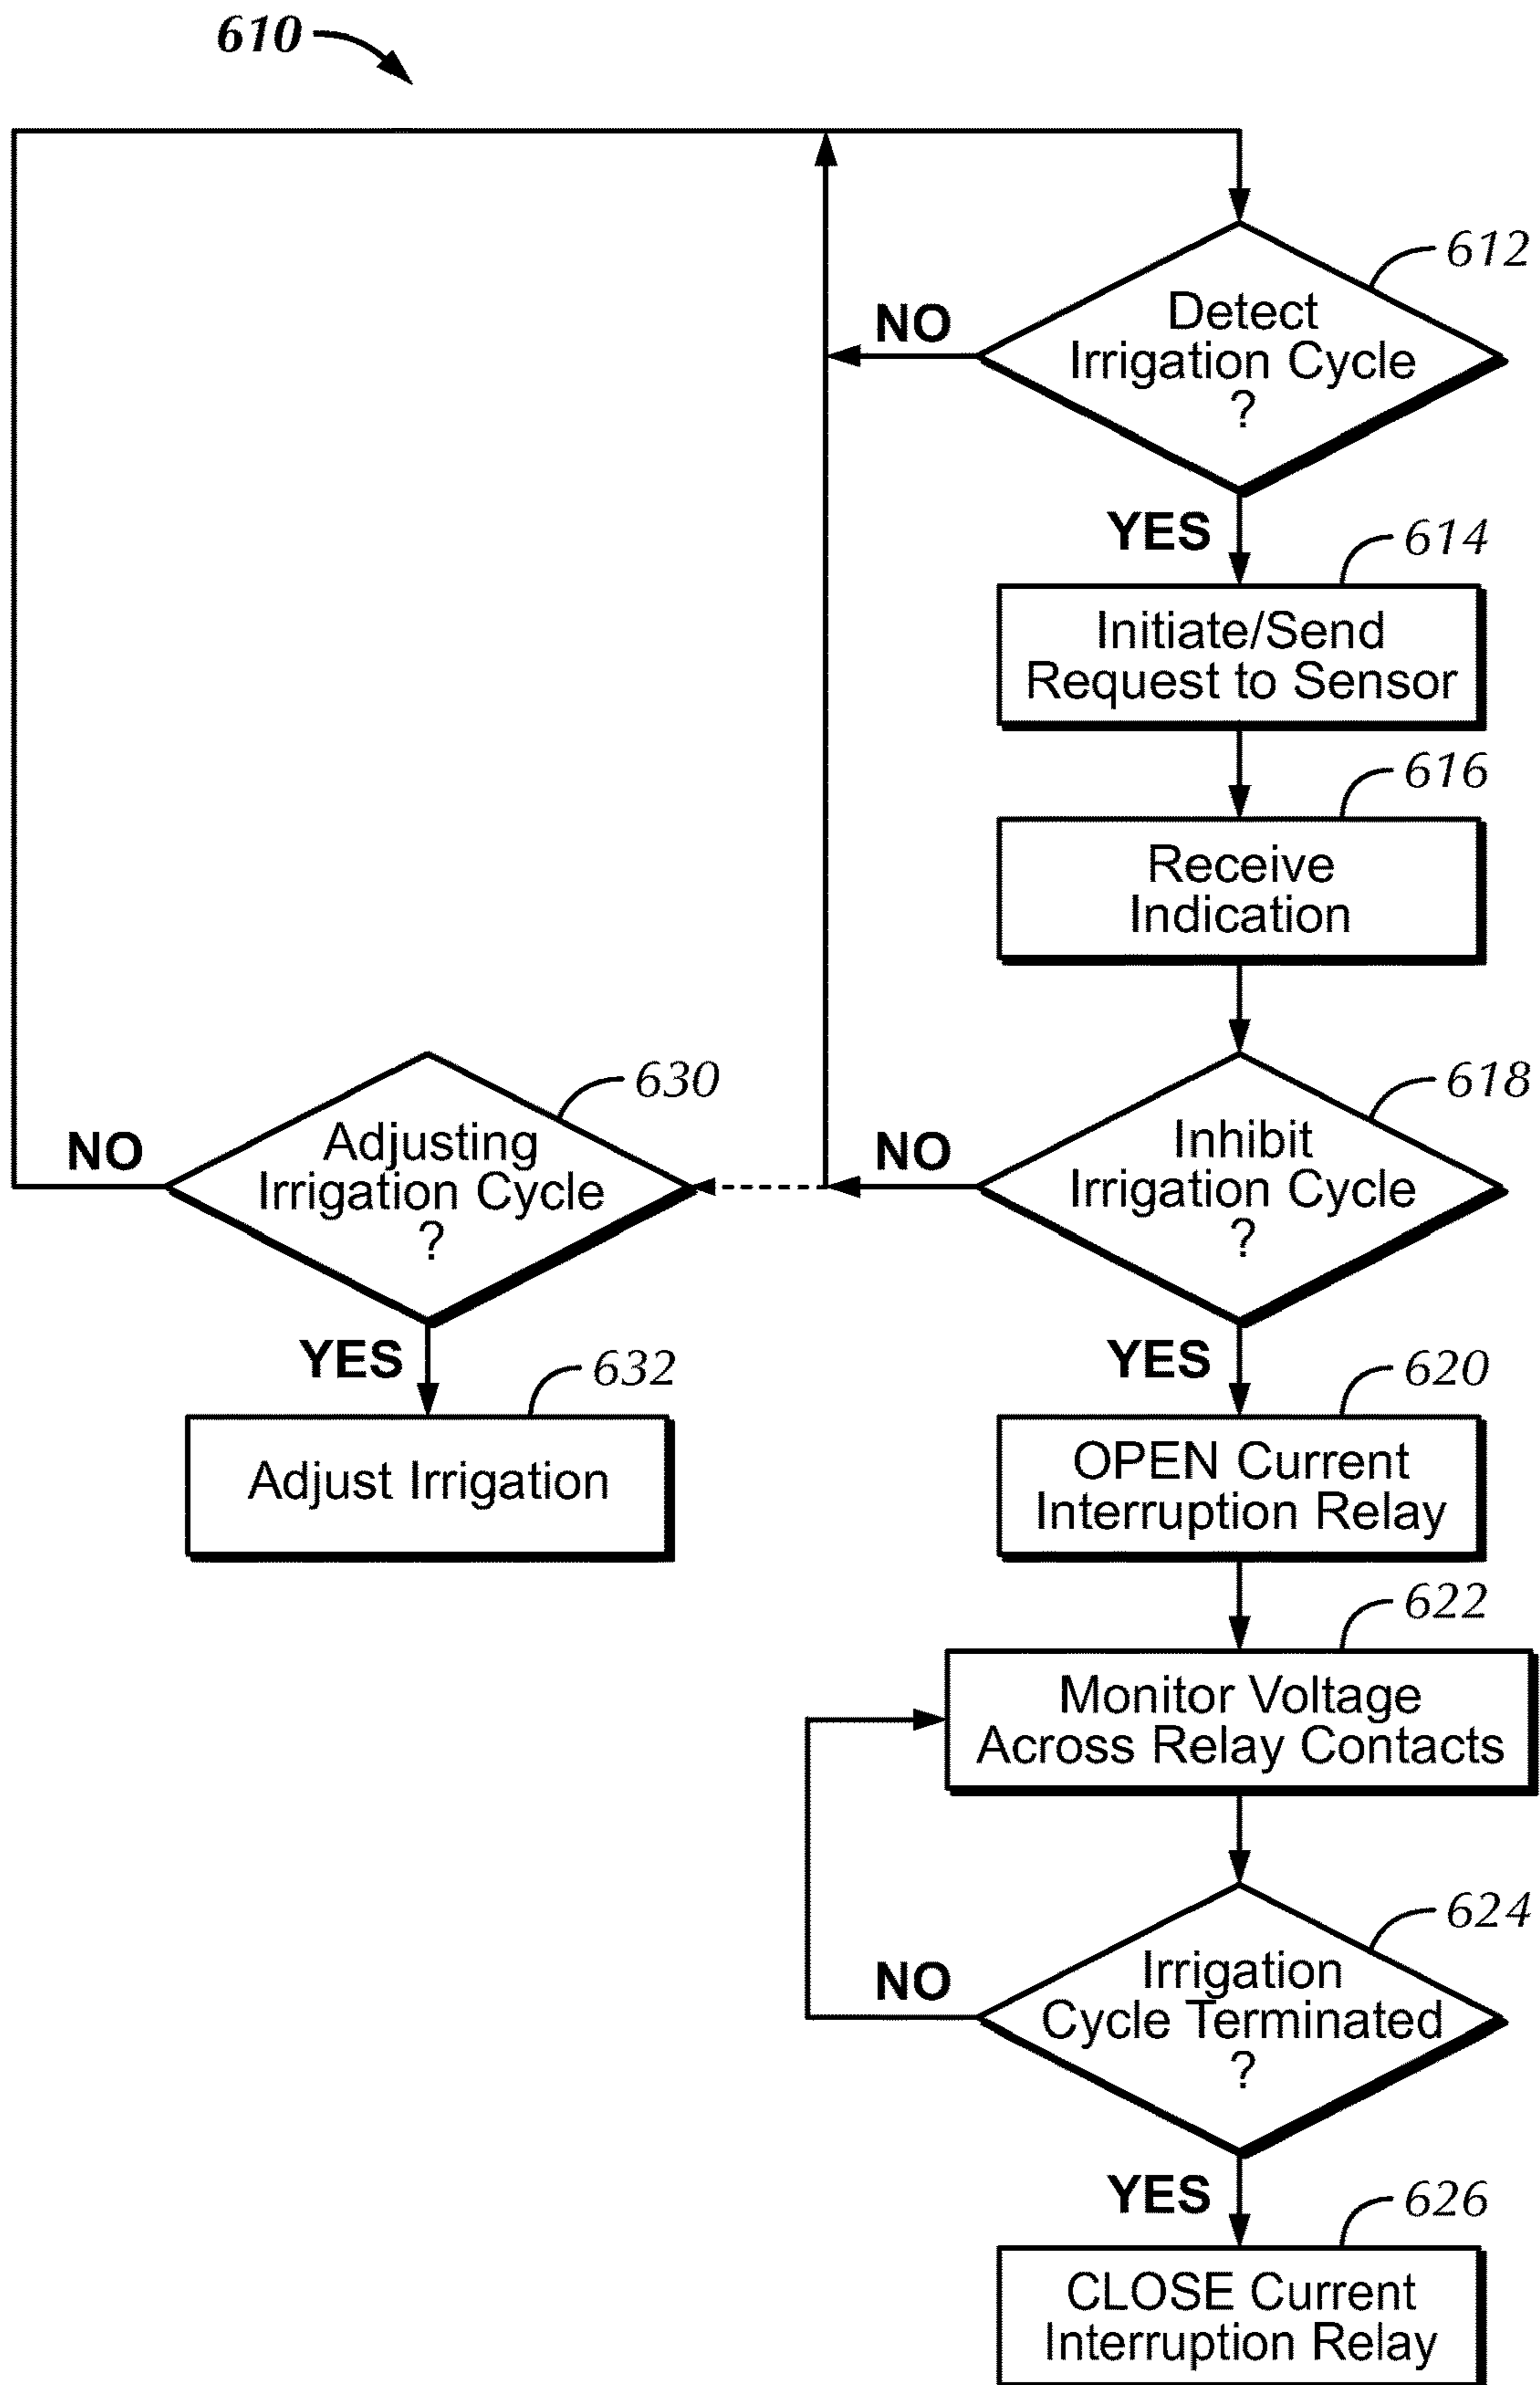 610
612
Detect
Irrigation Cycle
?
NO
YES
614
Initiate/Send
Request to Sensor
616
Receive
Indication
618
Inhibit
Irrigation Cycle
?
NO
630
Adjusting
Irrigation Cycle
?
NO
YES
632
Adjust Irrigation
YES
620
OPEN Current
Interruption Relay
622
Monitor Voltage
Across Relay Contacts
624
Irrigation
Cycle Terminated
?
NO
YES
626
CLOSE Current
Interruption Relay